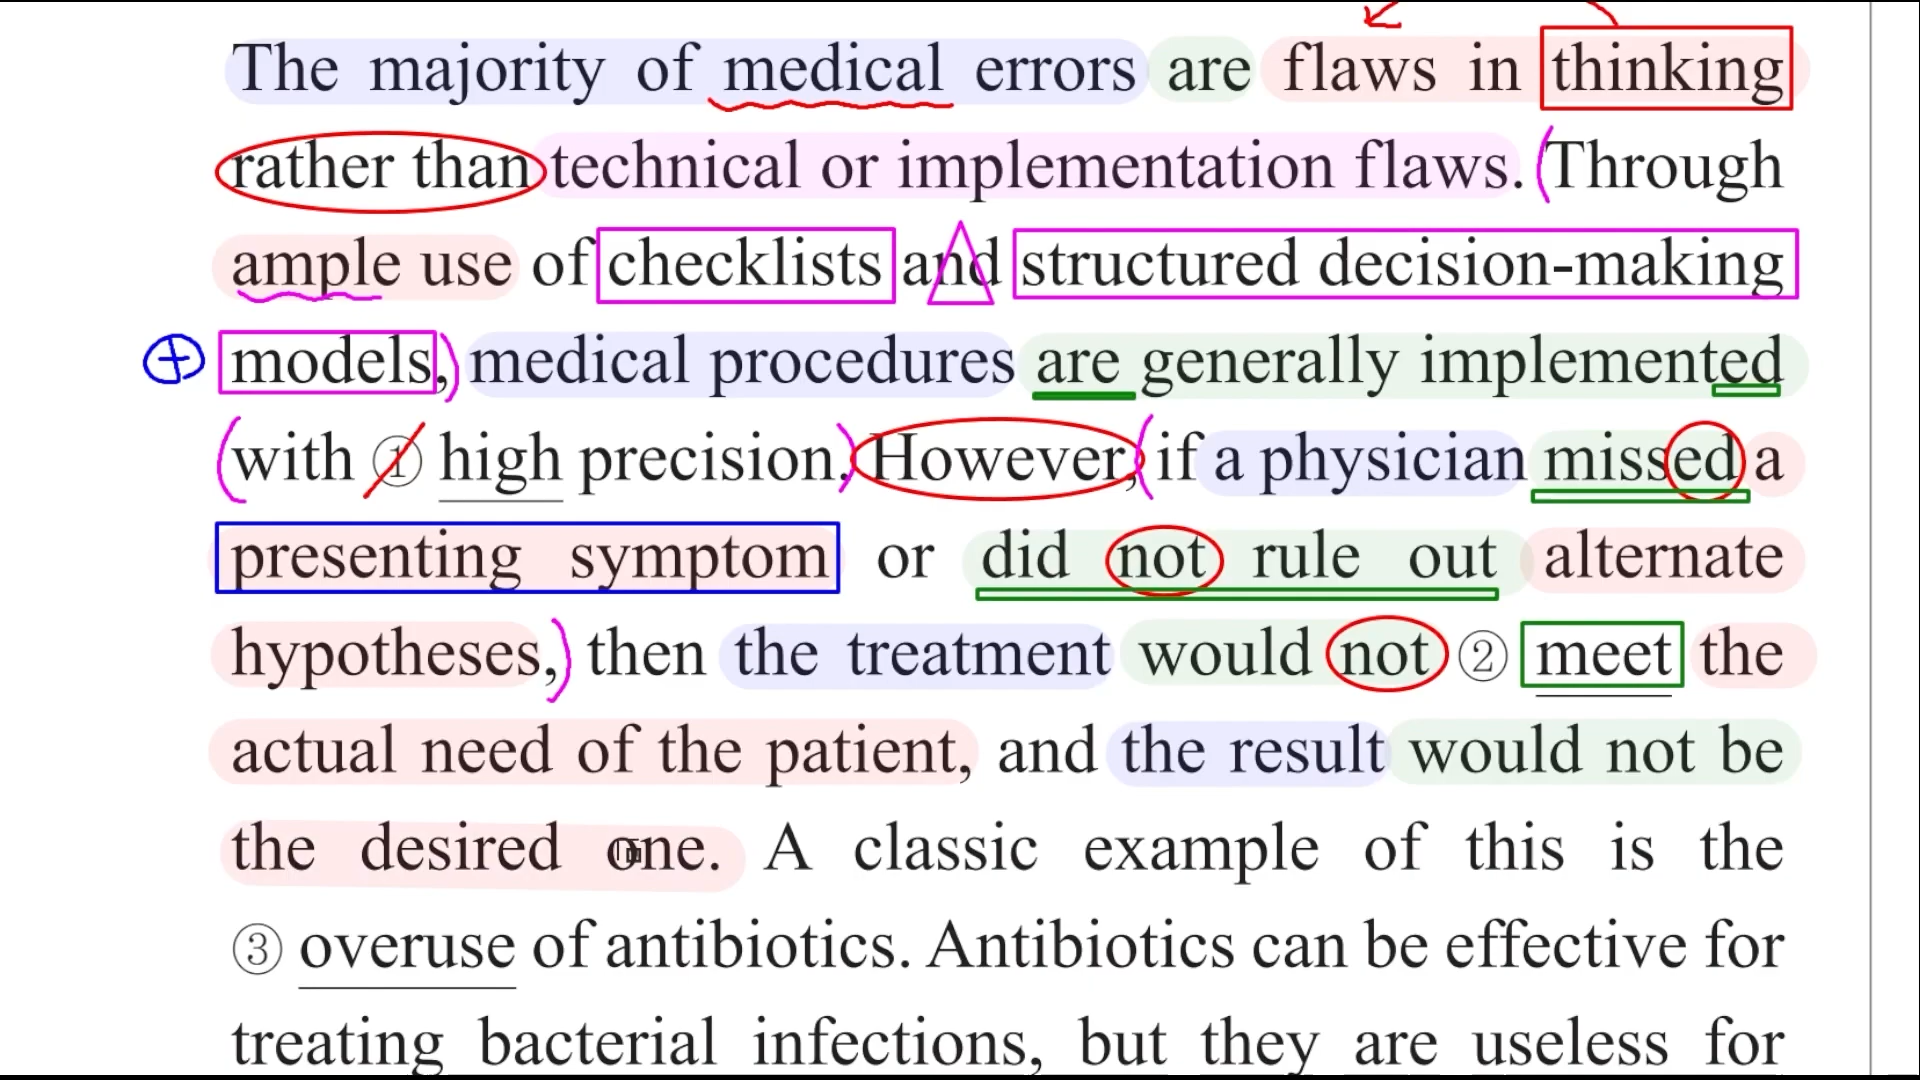 The majority of medical errors are flaws in thinking
rather than technical or implementation flaws. Through
ample use of checklists and structured decision-making
models, medical procedures are generally implemented
with ① high precision. However, if a physician missed a
presenting symptom or did not rule out alternate
hypotheses, then the treatment would not ② meet the
actual need of the patient, and the result would not be
the desired one. A classic example of this is the
③ overuse of antibiotics. Antibiotics can be effective for
treating bacterial infections, but they are useless for